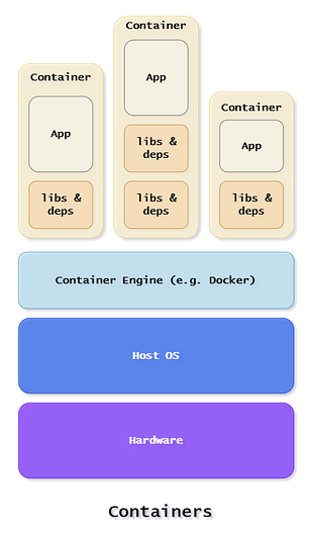 Container
App
libs &
deps
Container
App
libs &
deps
libs &
deps
Container
App
libs &
deps
Container Engine (e.g. Docker)
Host OS
Hardware
Containers